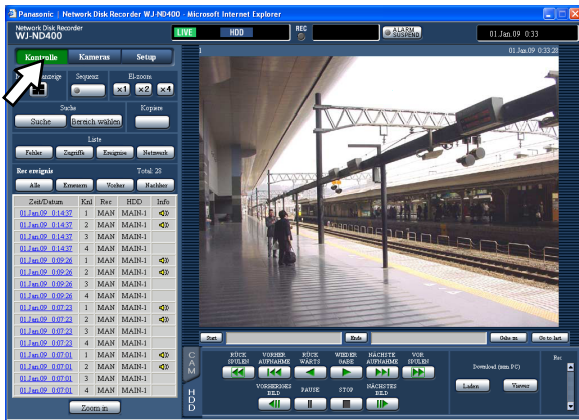 Panasonic | Network Disk Recorder WJ-ND400 - Microsoft Internet Explorer
Network Disk Recorder
WJ-ND400
LIVE HDD
REC
ALARM
SUSPEND
01.Jan.09 0:33
Kontrolle Kameras Setup
1 01.Jan.09 0:33:28
Sequenz El-zoom
x1 x2 x4
Suche Kopiere
Suche Bereich wählen
Liste
Fehler Zugriffs Ereignise Netzwerk
Rec ereignis Total: 28
Alle Erneuern Vorher Nachher
Zeit/Datum Knl Rec HDD Info
01.Jan.09 0:14:37 1 MAN MAIN-1
01.Jan.09 0:14:37 2 MAN MAIN-1
01.Jan.09 0:14:37 3 MAN MAIN-1
01.Jan.09 0:14:37 4 MAN MAIN-1
01.Jan.09 0:09:26 1 MAN MAIN-1
01.Jan.09 0:09:26 2 MAN MAIN-1
01.Jan.09 0:09:26 3 MAN MAIN-1
01.Jan.09 0:09:26 4 MAN MAIN-1
01.Jan.09 0:07:23 1 MAN MAIN-1
01.Jan.09 0:07:23 2 MAN MAIN-1
01.Jan.09 0:07:23 3 MAN MAIN-1
01.Jan.09 0:07:23 4 MAN MAIN-1
01.Jan.09 0:07:01 1 MAN MAIN-1
01.Jan.09 0:07:01 2 MAN MAIN-1
01.Jan.09 0:07:01 3 MAN MAIN-1
01.Jan.09 0:07:01 4 MAN MAIN-1
Zoom in
Start Ende Gehe zu Go to last
CAM
HDD
RÜCK SPULEN
VORHER AUFNAHME
RÜCK WÄRTS
WIEDER GABE
NÄCHSTE AUFNAHME
VOR SPULEN
VORHERIGES BILD
PAUSE
STOP
NÄCHSTES BILD
Download (zum PC)
Laden Viewer
Rec